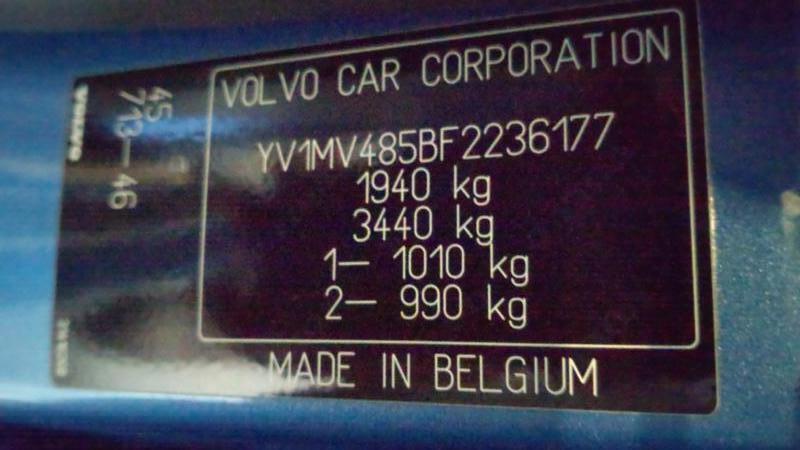 VOLVO CAR CORPORATION
YV1MV485BF2236177
1940 kg
3440 kg
1— 1010 kg
2— 990 kg
MADE IN BELGIUM
45
713—46
VOLVO